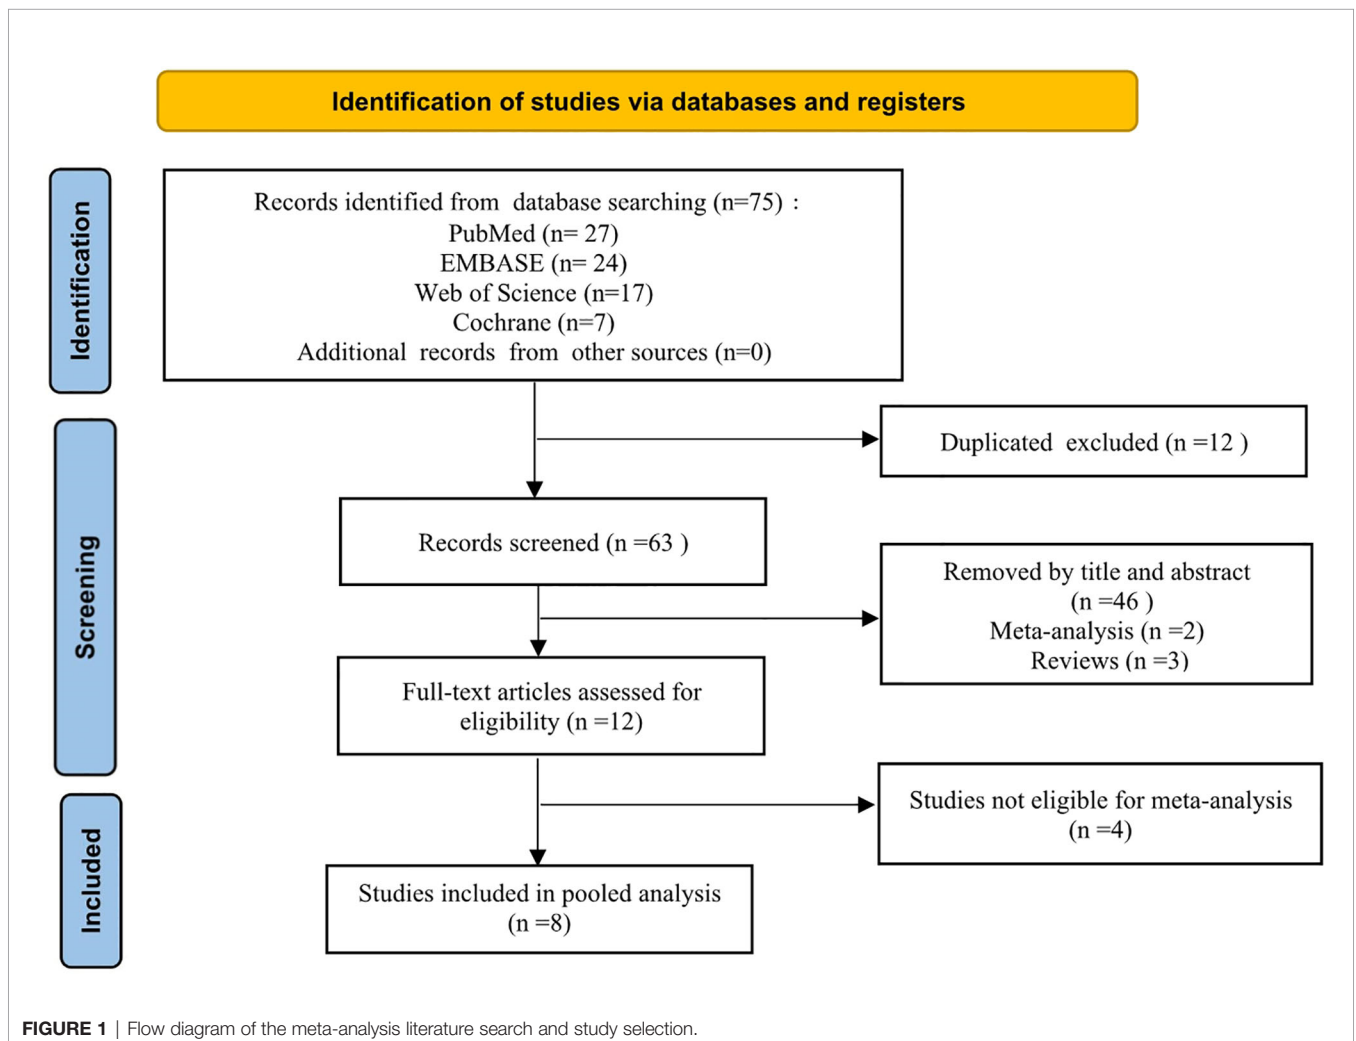 Identification of studies via databases and registers
Identification
Records identified from database searching (n=75) :
PubMed (n= 27)
EMBASE (n= 24)
Web of Science (n=17)
Cochrane (n=7)
Additional records from other sources (n=0)
Duplicated excluded (n =12 )
Screening
Records screened (n =63 )
Removed by title and abstract
(n =46 )
Meta-analysis (n =2)
Reviews (n =3)
Full-text articles assessed for
eligibility (n =12)
Studies not eligible for meta-analysis
(n =4)
Included
Studies included in pooled analysis
(n =8)
FIGURE 1 | Flow diagram of the meta-analysis literature search and study selection.